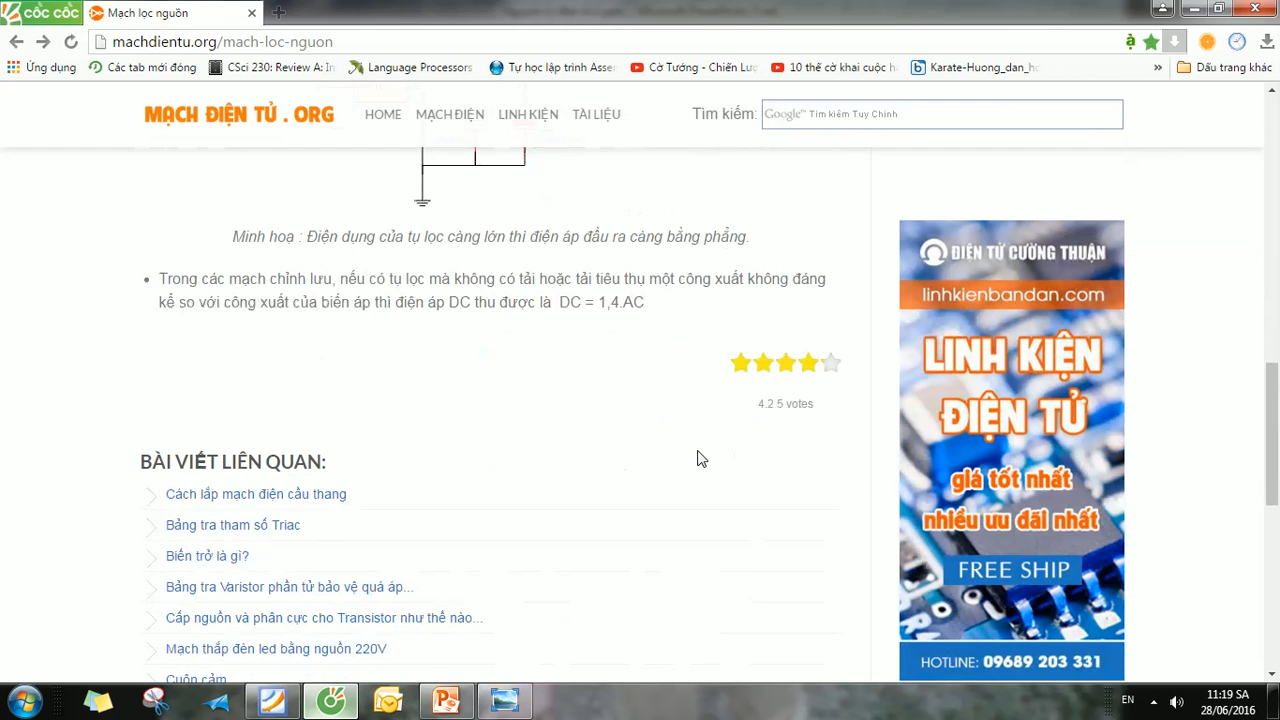 cốc cốc
Mạch lọc nguồn
machdientu.org/mach-loc-nguon
Ứng dụng
Các tab mới đóng
CSci 230: Review A: In
Language Processors
Tự học lập trình Asse
Cờ Tướng - Chiến Lư
10 thế cờ khai cuộc h
Karate-Huong_dan_h
»
Dấu trang khác
MẠCH ĐIỆN TỬ . ORG
HOME
MẠCH ĐIỆN
LINH KIỆN
TÀI LIỆU
Tìm kiếm:
Google™ Tìm kiếm Tùy Chỉnh
Minh hoạ : Điện dụng của tụ lọc càng lớn thì điện áp đầu ra càng bằng phẳng.
Trong các mạch chỉnh lưu, nếu có tụ lọc mà không có tải hoặc tải tiêu thụ một công xuất không đáng
kể so với công xuất của biến áp thì điện áp DC thu được là DC = 1,4.AC
4.2 5 votes
BÀI VIẾT LIÊN QUAN:
Cách lắp mạch điện cầu thang
Bảng tra tham số Triac
Biến trở là gì?
Bảng tra Varistor phần tử bảo vệ quá áp...
Cấp nguồn và phân cực cho Transistor như thế nào...
Mạch thắp đèn led bằng nguồn 220V
Cuộn cảm
ĐIỆN TỬ CƯỜNG THUẬN
linhkienbandan.com
LINH KIỆN
ĐIỆN TỬ
giá tốt nhất
nhiều ưu đãi nhất
FREE SHIP
HOTLINE: 09689 203 331
EN
11:19 SA
28/06/2016